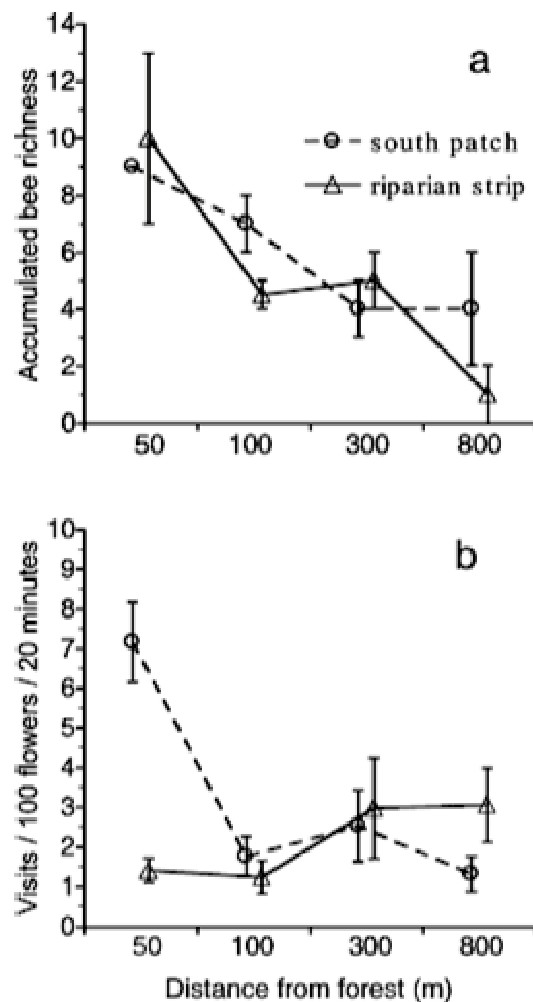 a
Accumulated bee richness
14
12
10
8
6
4
2
0
south patch
riparian strip
50 100 300 800
b
Visits / 100 flowers / 20 minutes
10
9
8
7
6
5
4
3
2
1
0
50 100 300 800
Distance from forest (m)